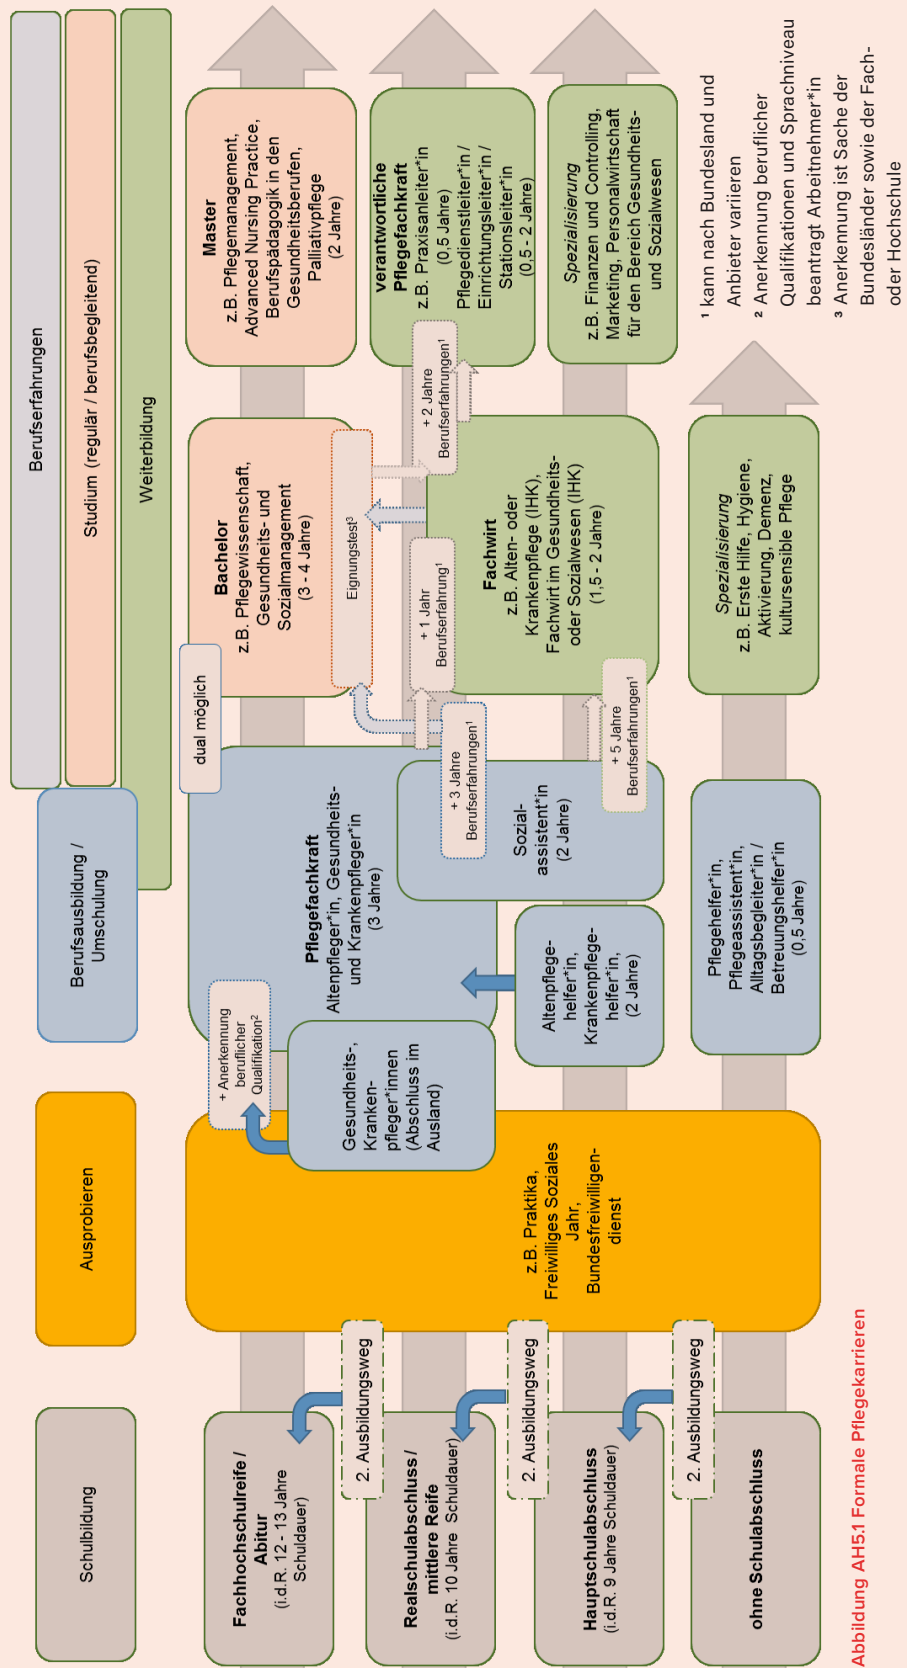 Schulbildung
Ausprobieren
Berufsausbildung /
Umschulung
Berufserfahrungen
Studium (regulär / berufsbegleitend)
Weiterbildung
Fachhochschulreife /
Abitur
(i.d.R. 12 - 13 Jahre
Schuldauer)
2. Ausbildungsweg
Realschulabschluss /
mittlere Reife
(i.d.R. 10 Jahre Schuldauer)
2. Ausbildungsweg
Hauptschulabschluss
(i.d.R. 9 Jahre Schuldauer)
2. Ausbildungsweg
ohne Schulabschluss
z.B. Praktika,
Freiwilliges Soziales
Jahr,
Bundesfreiwilligen-
dienst
+ Anerkennung
beruflicher
Qualifikation²
Gesundheits-,
Kranken-
pfleger*innen
(Abschluss im
Ausland)
Pflegefachkraft
Altenpfleger*in, Gesundheits-
und Krankenpfleger*in
(3 Jahre)
Altenpflege-
helfer*in,
Krankenpflege-
helfer*in,
(2 Jahre)
Sozial-
assistent*in
(2 Jahre)
Pflegehelfer*in,
Pflegeassistent*in,
Alltagsbegleiter*in /
Betreuungshelfer*in
(0,5 Jahre)
dual möglich
+ 3 Jahre
Berufserfahrungen¹
+ 5 Jahre
Berufserfahrungen¹
Bachelor
z.B. Pflegewissenschaft,
Gesundheits- und
Sozialmanagement
(3 - 4 Jahre)
Eignungstest³
+ 1 Jahr
Berufserfahrung¹
Fachwirt
z.B. Alten- oder
Krankenpflege (IHK),
Fachwirt im Gesundheits-
oder Sozialwesen (IHK)
(1,5 - 2 Jahre)
Spezialisierung
z.B. Erste Hilfe, Hygiene,
Aktivierung, Demenz,
kultursensible Pflege
+ 2 Jahre
Berufserfahrungen¹
Master
z.B. Pflegemanagement,
Advanced Nursing Practice,
Berufspädagogik in den
Gesundheitsberufen,
Palliativpflege
(2 Jahre)
verantwortliche
Pflegefachkraft
z.B. Praxisanleiter*in
(0,5 Jahre)
Pflegedienstleiter*in /
Einrichtungsleiter*in /
Stationsleiter*in
(0,5 - 2 Jahre)
Spezialisierung
z.B. Finanzen und Controlling,
Marketing, Personalwirtschaft
für den Bereich Gesundheits-
und Sozialwesen
¹ kann nach Bundesland und
Anbieter variieren
² Anerkennung beruflicher
Qualifikationen und Sprachniveau
beantragt Arbeitnehmer*in
³ Anerkennung ist Sache der
Bundesländer sowie der Fach-
oder Hochschule
Abbildung AH5.1 Formale Pflegekarrieren